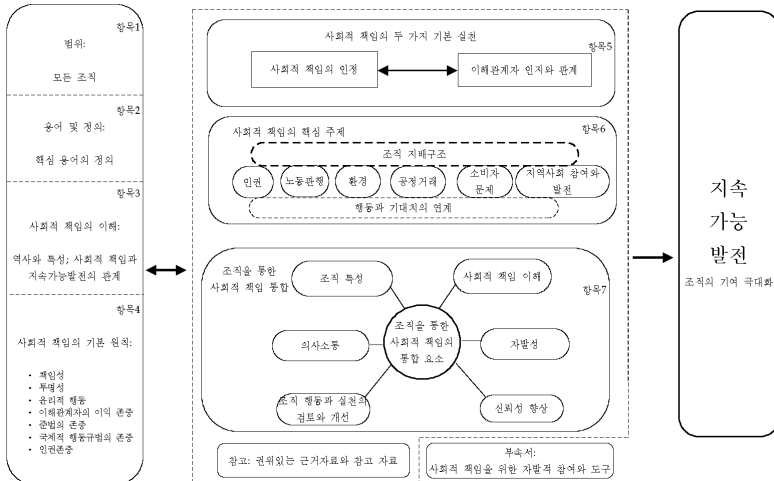 항목1
범위:
모든 조직
항목2
용어 및 정의:
핵심 용어의 정의
항목3
사회적 책임의 이해:
역사와 특성; 사회적 책임과
지속가능발전의 관계
항목4
사회적 책임의 기본 원칙:
• 책임성
• 투명성
• 윤리적 행동
• 이해관계자의 이익 존중
• 준법의 존중
• 국제적 행동규범의 존중
• 인권존중
사회적 책임의 두 가지 기본 실천
항목5
사회적 책임의 인정
이해관계자 인지와 관계
사회적 책임의 핵심 주제
항목6
조직 지배구조
인권
노동관행
환경
공정거래
소비자
문제
지역사회 참여와
발전
행동과 기대치의 연계
조직을 통한
사회적 책임 통합
항목7
조직 특성
사회적 책임 이해
의사소통
조직을 통한
사회적 책임의
통합 요소
자발성
조직 행동과 실천의
검토와 개선
신뢰성 향상
참고: 권위있는 근거자료와 참고 자료
부속서:
사회적 책임을 위한 자발적 참여와 도구
지속
가능
발전
조직의 기여 극대화